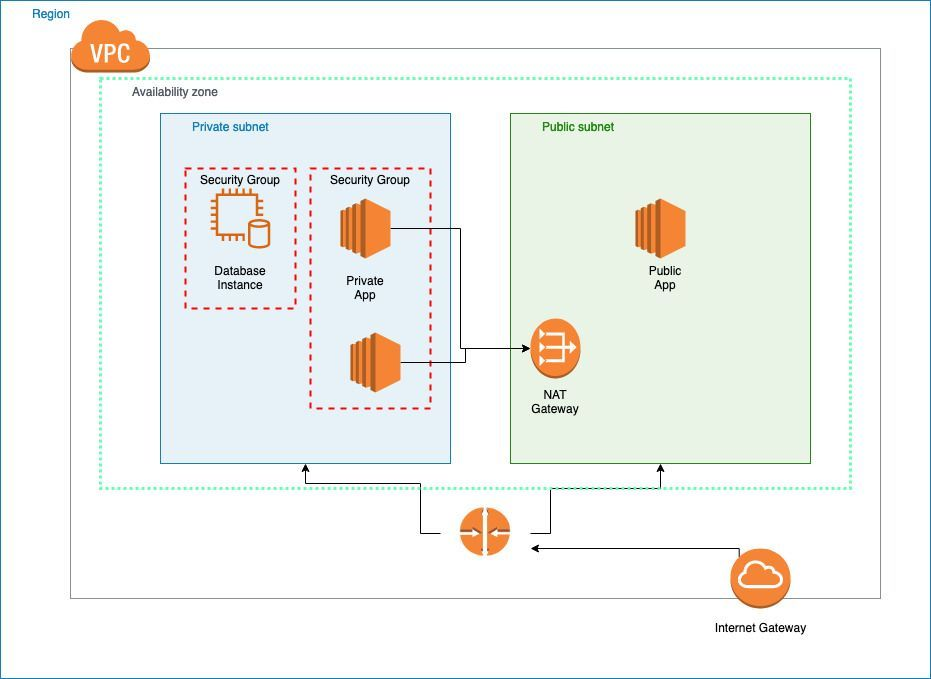 Region
VPC
Availability zone
Private subnet
Public subnet
Security Group
Security Group
Database
Instance
Private
App
Public
App
NAT
Gateway
Internet Gateway